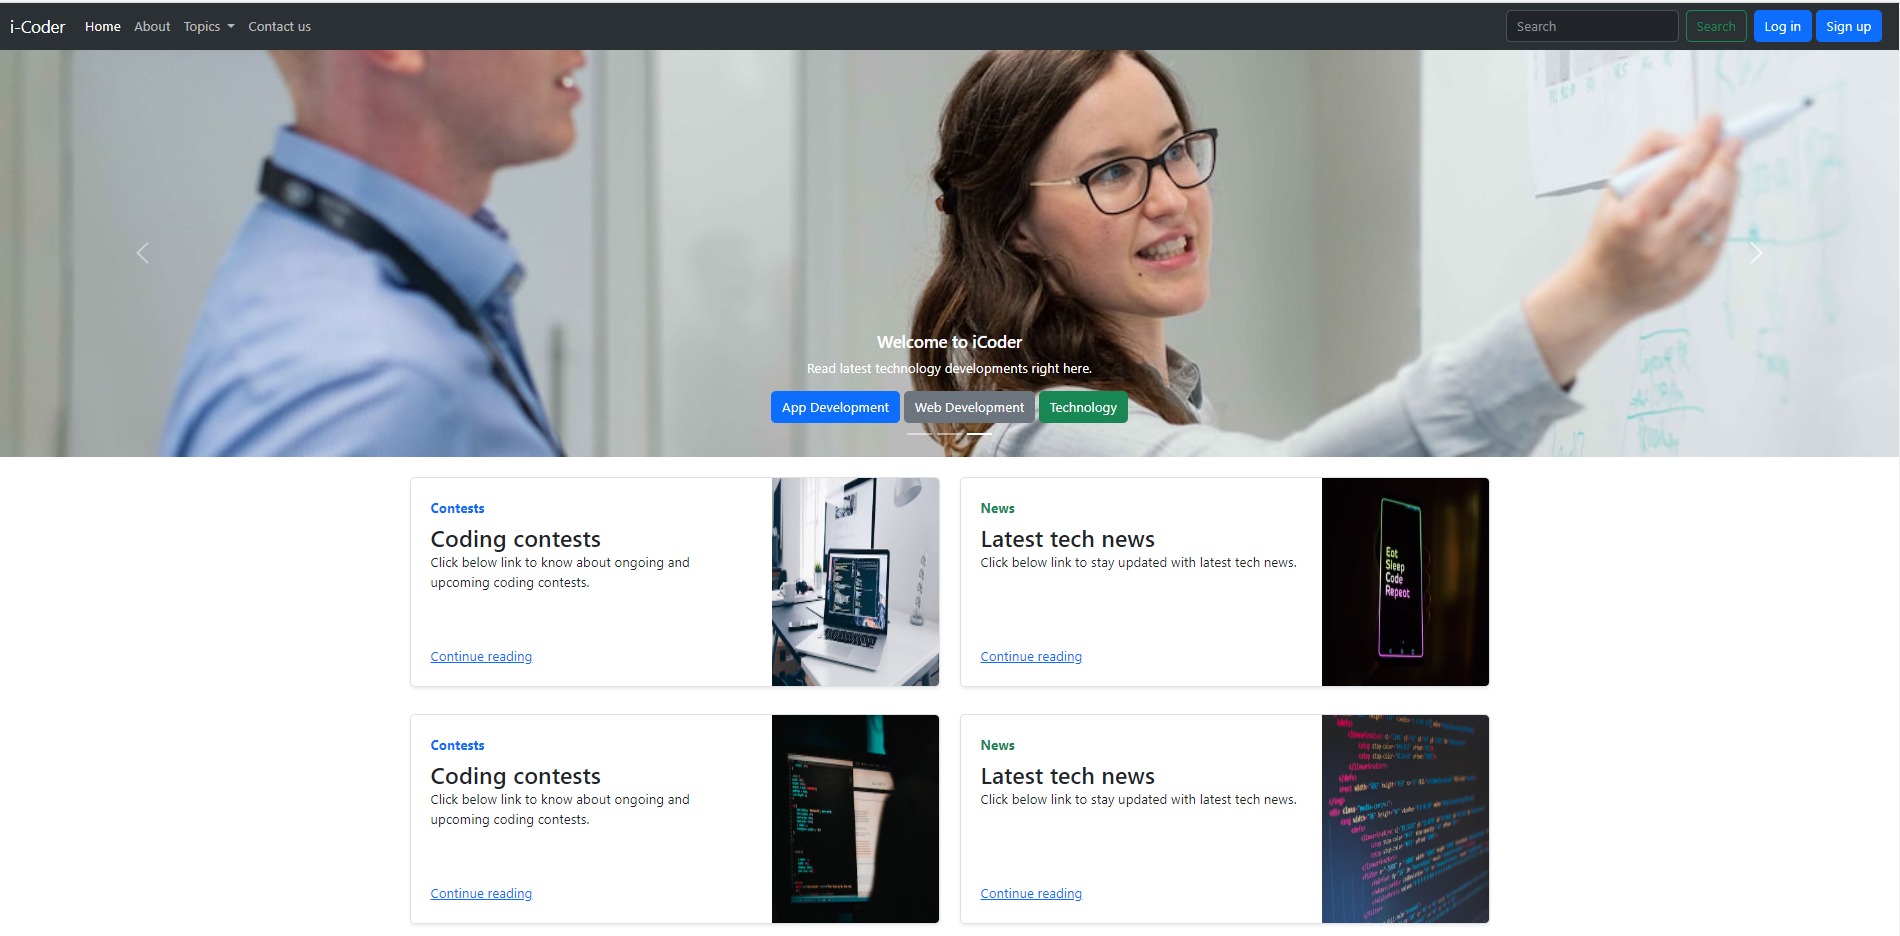 i-Coder Home About Topics Contact us Search Search Log in Sign up
Welcome to iCoder
Read latest technology developments right here.
App Development Web Development Technology
Contests
Coding contests
Click below link to know about ongoing and
upcoming coding contests.
Continue reading
News
Latest tech news
Click below link to stay updated with latest tech news.
Continue reading
Eat
Sleep
Code
Repeat
Contests
Coding contests
Click below link to know about ongoing and
upcoming coding contests.
Continue reading
News
Latest tech news
Click below link to stay updated with latest tech news.
Continue reading